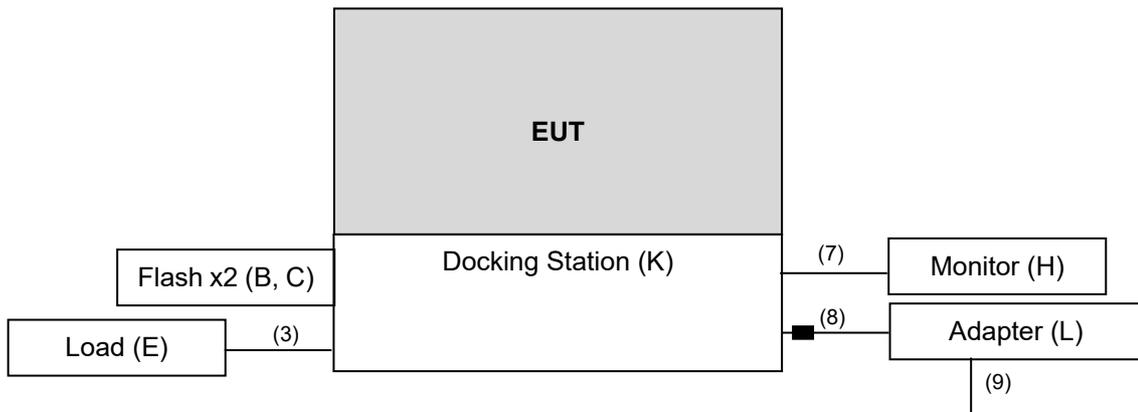 EUT
Docking Station (K)
Flash x2 (B, C)
(7)
Monitor (H)
Load (E)
(3)
(8)
Adapter (L)
(9)